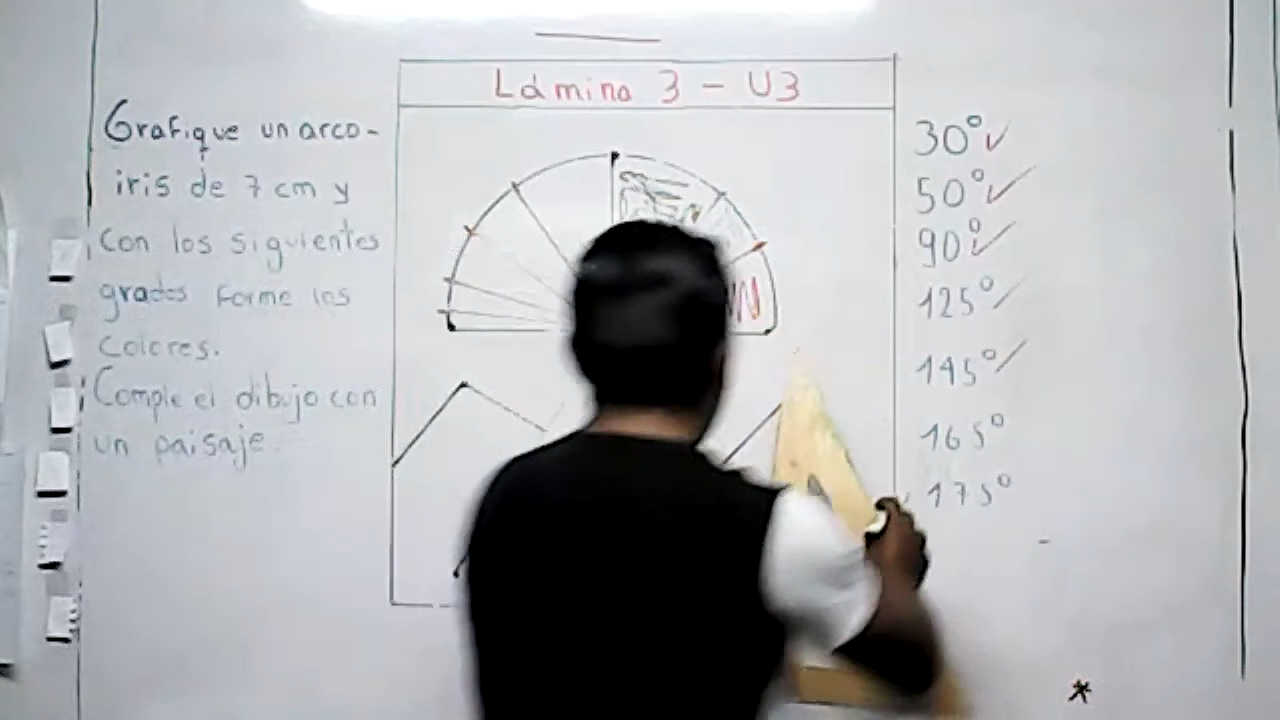 Lámina 3 - U3
Grafique un arco-
iris de 7 cm y
con los siguientes
grados forme los
colores.
Comple el dibujo con
un paisaje.
30°✓
50°✓
90°✓
125°✓
145°✓
165°
175°
*